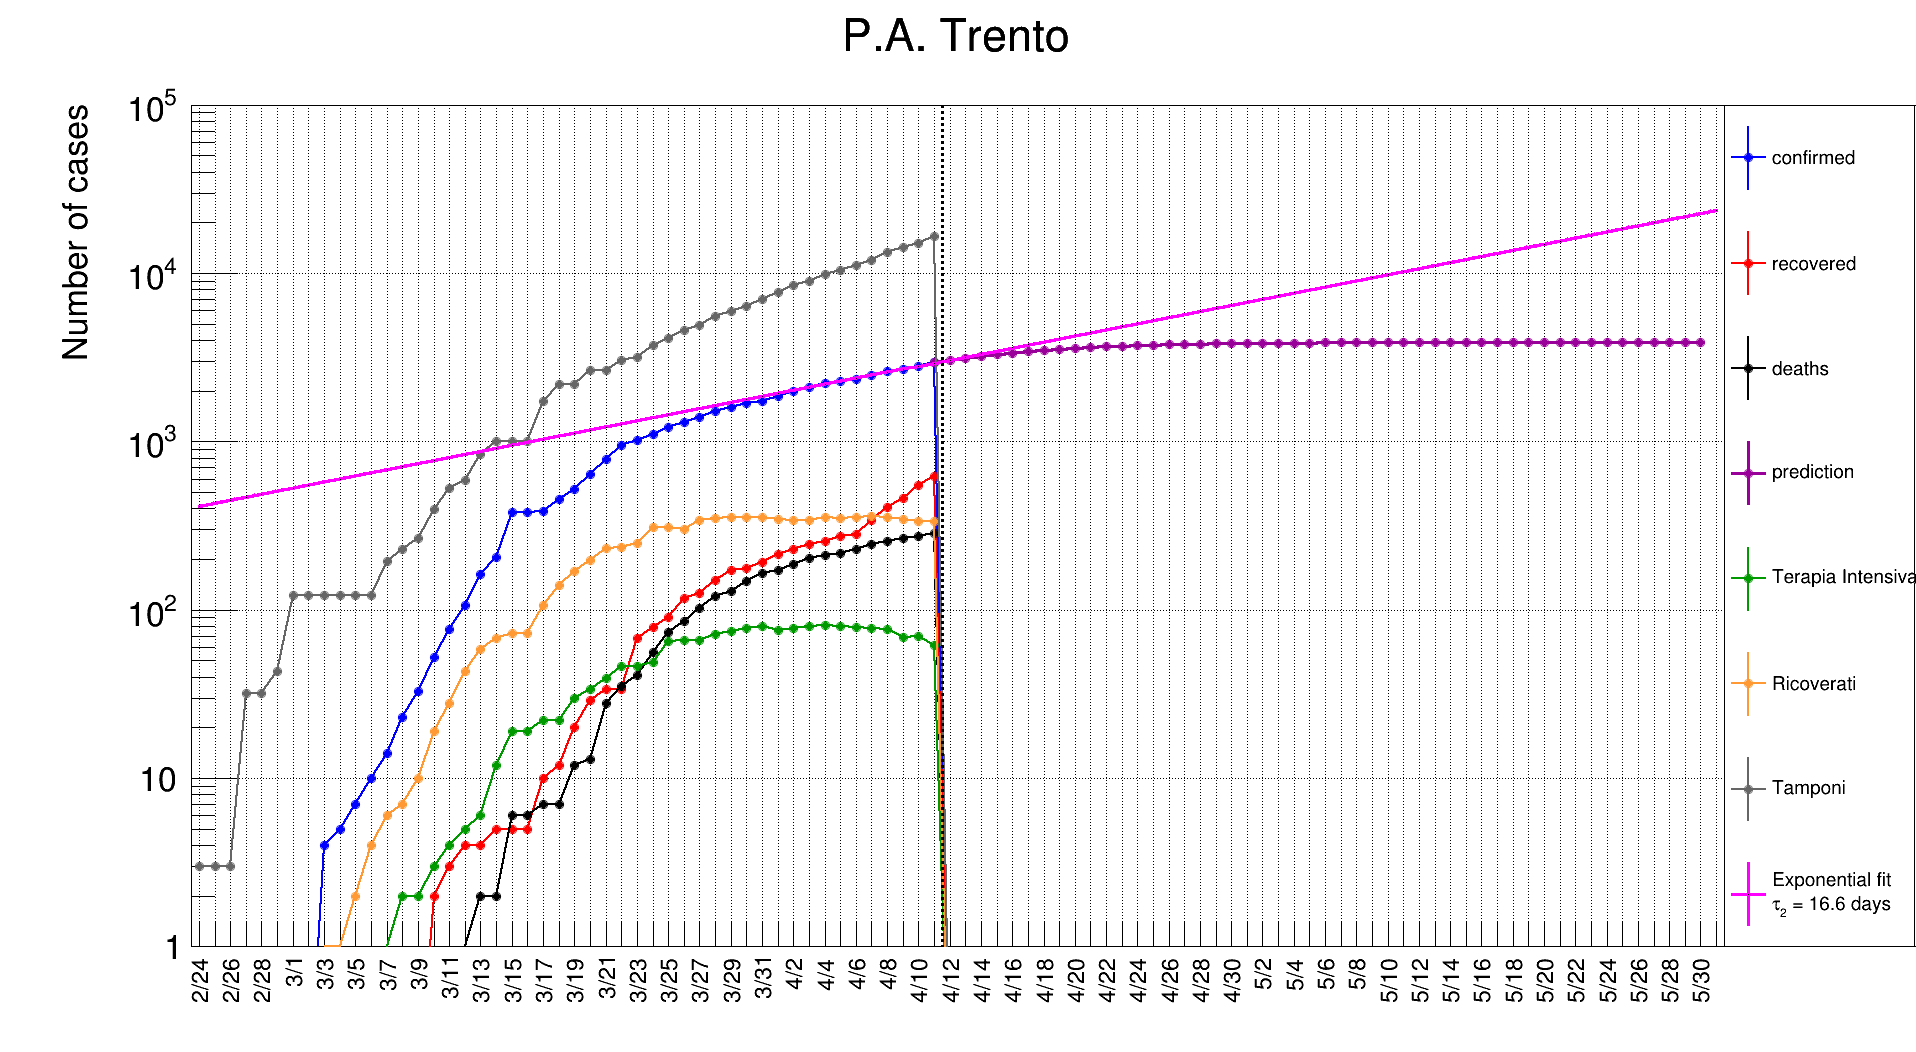 P.A. Trento
Number of cases
10^5
10^4
10^3
10^2
10
1
2/24 2/26 2/28 3/1 3/3 3/5 3/7 3/9 3/11 3/13 3/15 3/17 3/19 3/21 3/23 3/25 3/27 3/29 3/31 4/2 4/4 4/6 4/8 4/10 4/12 4/14 4/16 4/18 4/20 4/22 4/24 4/26 4/28 4/30 5/2 5/4 5/6 5/8 5/10 5/12 5/14 5/16 5/18 5/20 5/22 5/24 5/26 5/28 5/30
confirmed
recovered
deaths
prediction
Terapia Intensiva
Ricoverati
Tamponi
Exponential fit
τ_2 = 16.6 days